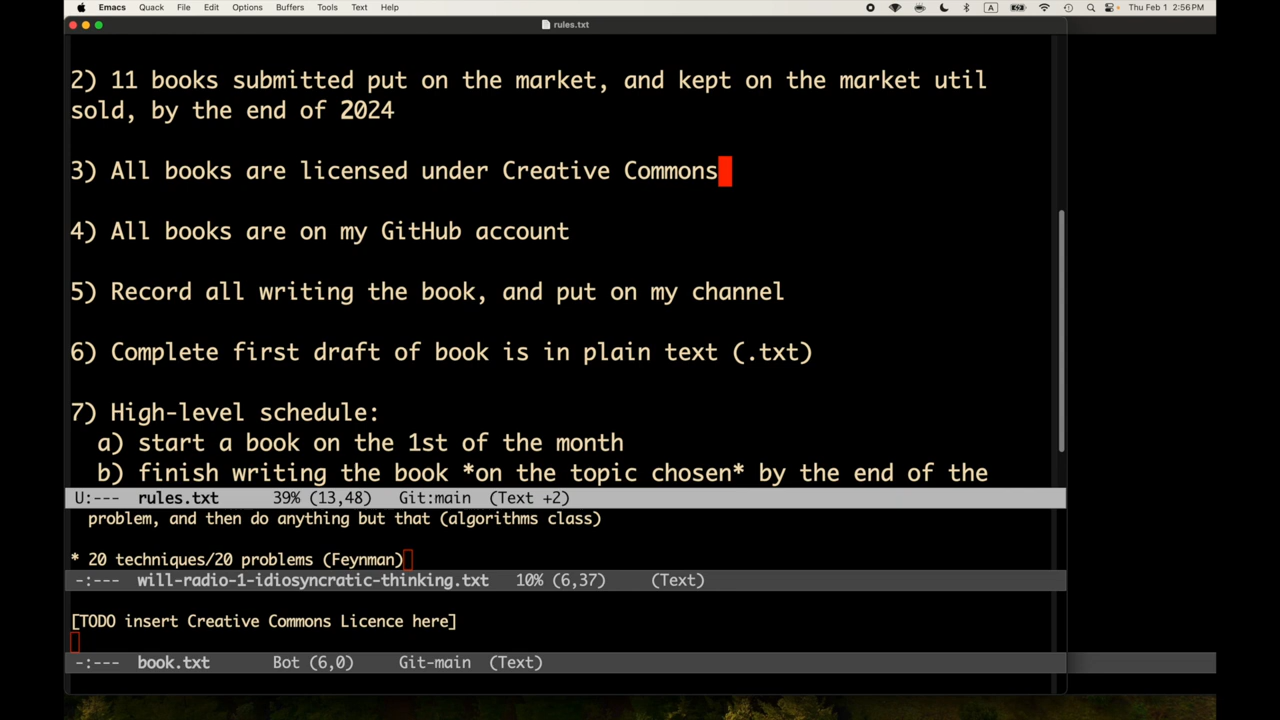 Emacs Quack File Edit Options Buffers Tools Text Help A Thu Feb 1 2:56 PM
rules.txt
2) 11 books submitted put on the market, and kept on the market util
sold, by the end of 2024
3) All books are licensed under Creative Commons
4) All books are on my GitHub account
5) Record all writing the book, and put on my channel
6) Complete first draft of book is in plain text (.txt)
7) High-level schedule:
a) start a book on the 1st of the month
b) finish writing the book *on the topic chosen* by the end of the
U:--- rules.txt 39% (13,48) Git:main (Text +2)
problem, and then do anything but that (algorithms class)
* 20 techniques/20 problems (Feynman)
-:--- will-radio-1-idiosyncratic-thinking.txt 10% (6,37) (Text)
[TODO insert Creative Commons Licence here]
-:--- book.txt Bot (6,0) Git-main (Text)